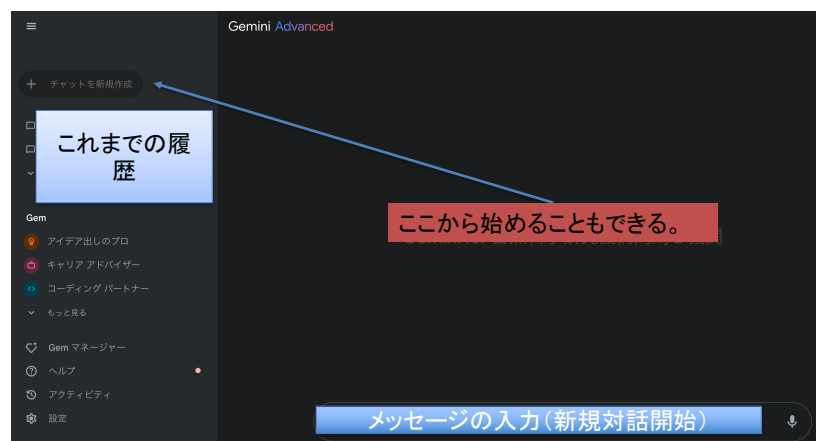 Gemini Advanced
チャットを新規作成
これまでの履
歴
Gem
ここから始めることもできる。
アイデア出しのプロ
キャリア アドバイザー
コーディング パートナー
もっと見る
Gem マネージャー
ヘルプ
アクティビティ
設定
メッセージの入力(新規対話開始)